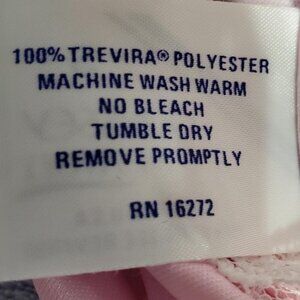 100% TREVIRA® POLYESTER
MACHINE WASH WARM
NO BLEACH
TUMBLE DRY
REMOVE PROMPTLY
RN 16272